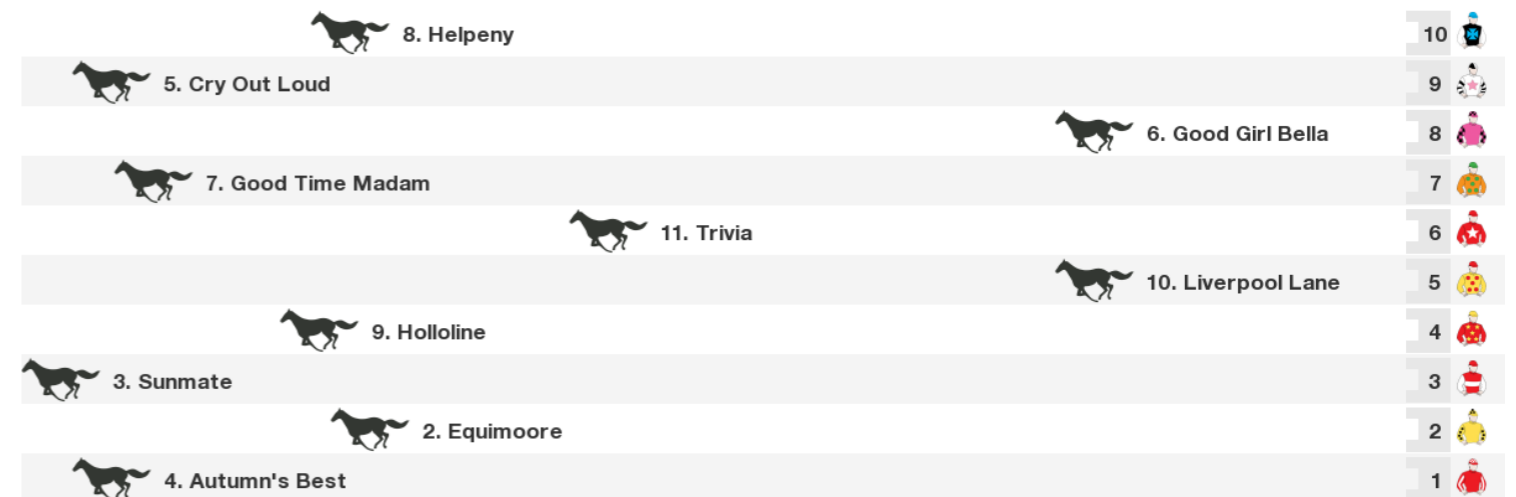 8. Helpeny 10
5. Cry Out Loud 9
6. Good Girl Bella 8
7. Good Time Madam 7
11. Trivia 6
10. Liverpool Lane 5
9. Holloline 4
3. Sunmate 3
2. Equimoore 2
4. Autumn's Best 1